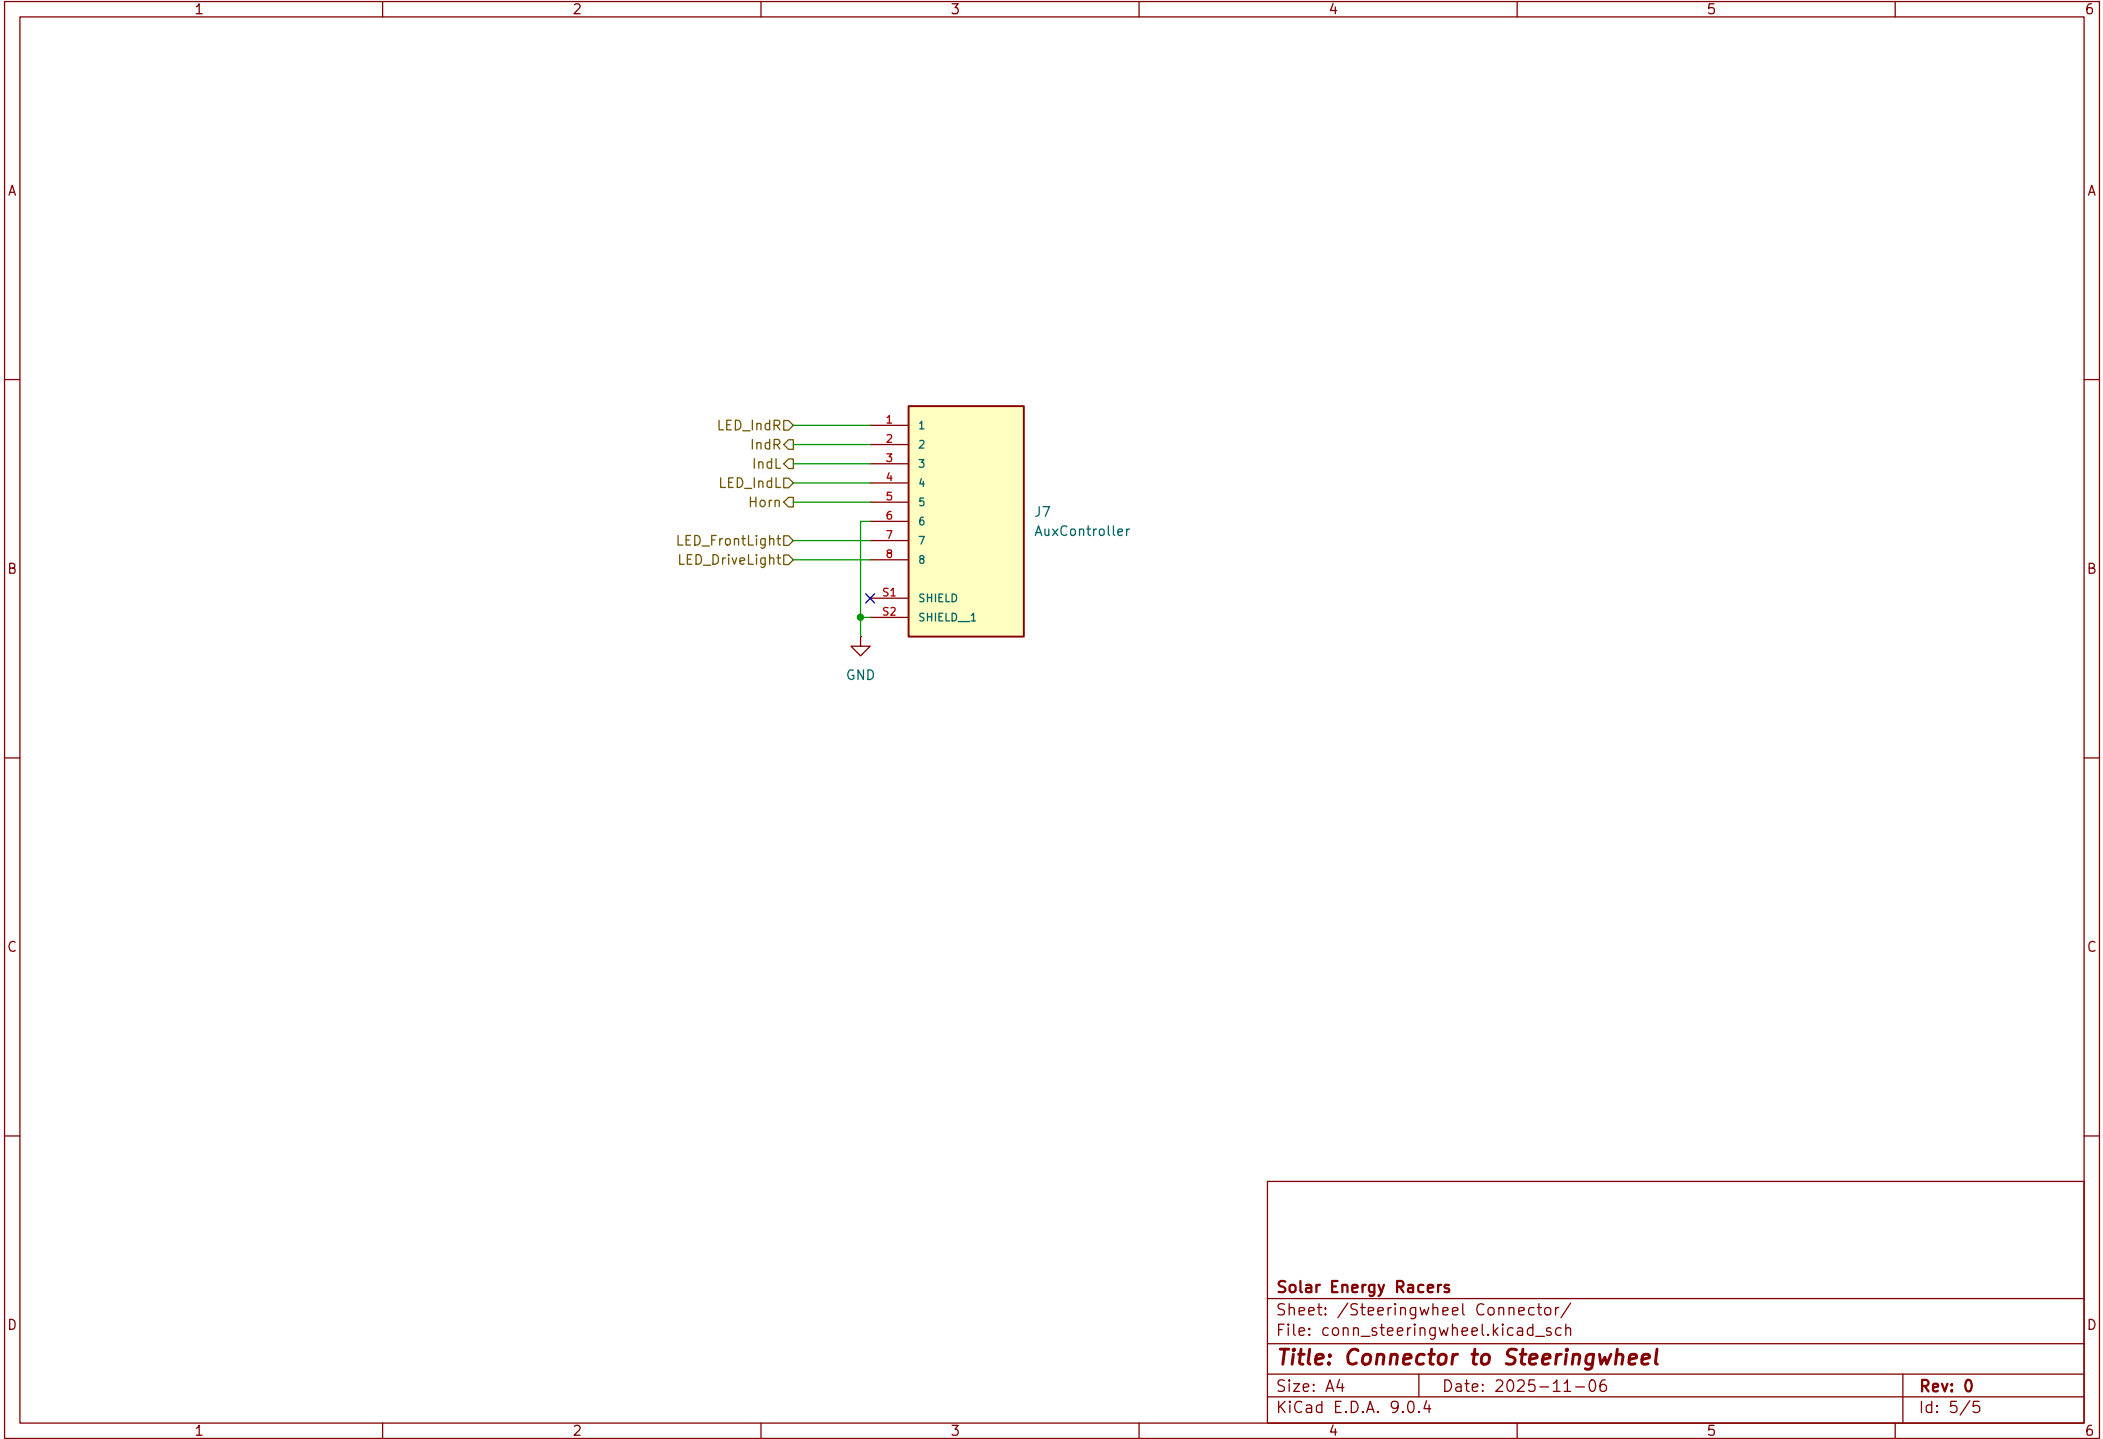 1 2 3 4 5 6
A A
LED_IndR 1 1
IndR 2 2
IndL 3 3
LED_IndL 4 4
Horn 5 5
6 6
J7
AuxController
LED_FrontLight 7 7
LED_DriveLight 8 8
B B
S1 SHIELD
S2 SHIELD__1
GND
C C
Solar Energy Racers
Sheet: /Steeringwheel Connector/
File: conn_steeringwheel.kicad_sch
D D
Title: Connector to Steeringwheel
Size: A4 Date: 2025-11-06 Rev: 0
KiCad E.D.A. 9.0.4 Id: 5/5
1 2 3 4 5 6